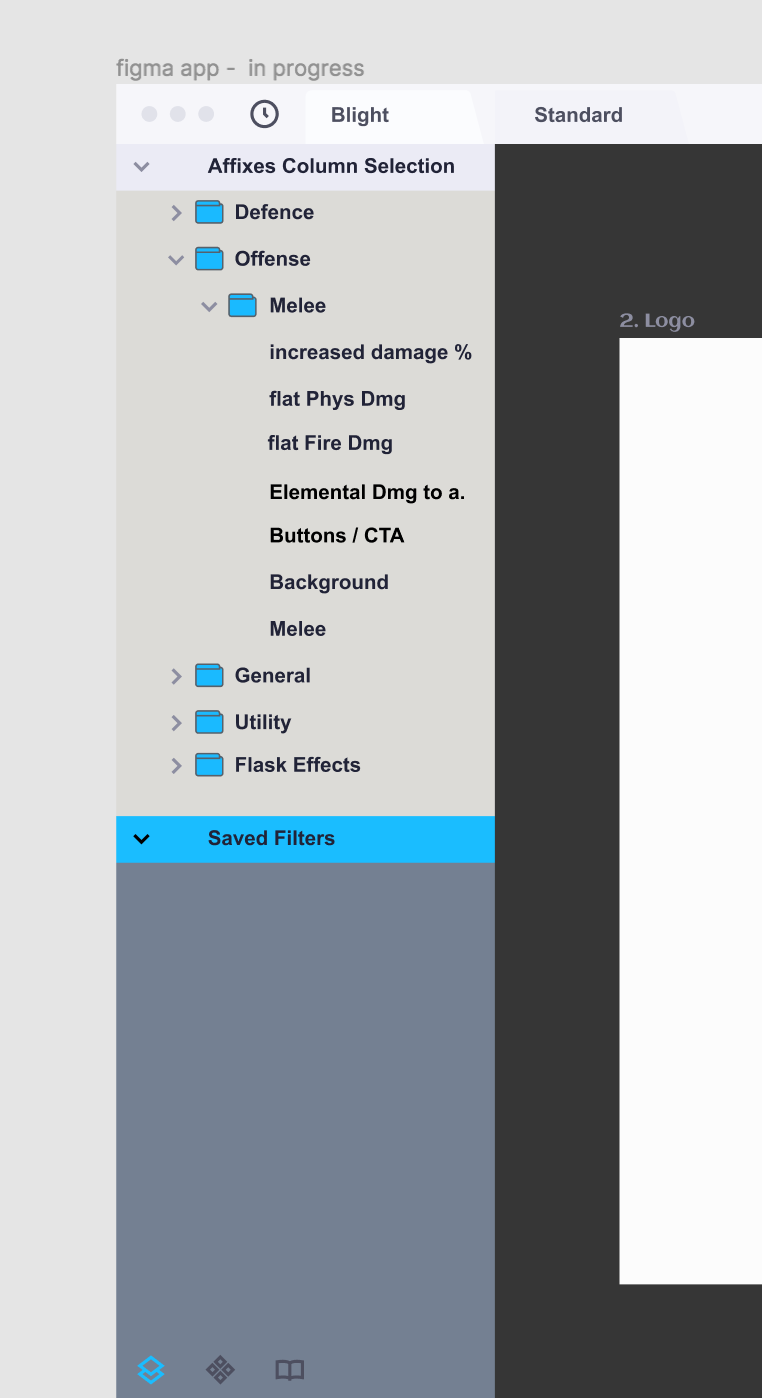 figma app -  in progress
Blight
Standard
Affixes Column Selection
Defence
Offense
Melee
increased damage %
flat Phys Dmg
flat Fire Dmg
Elemental Dmg to a.
Buttons / CTA
Background
Melee
General
Utility
Flask Effects
Saved Filters
2. Logo